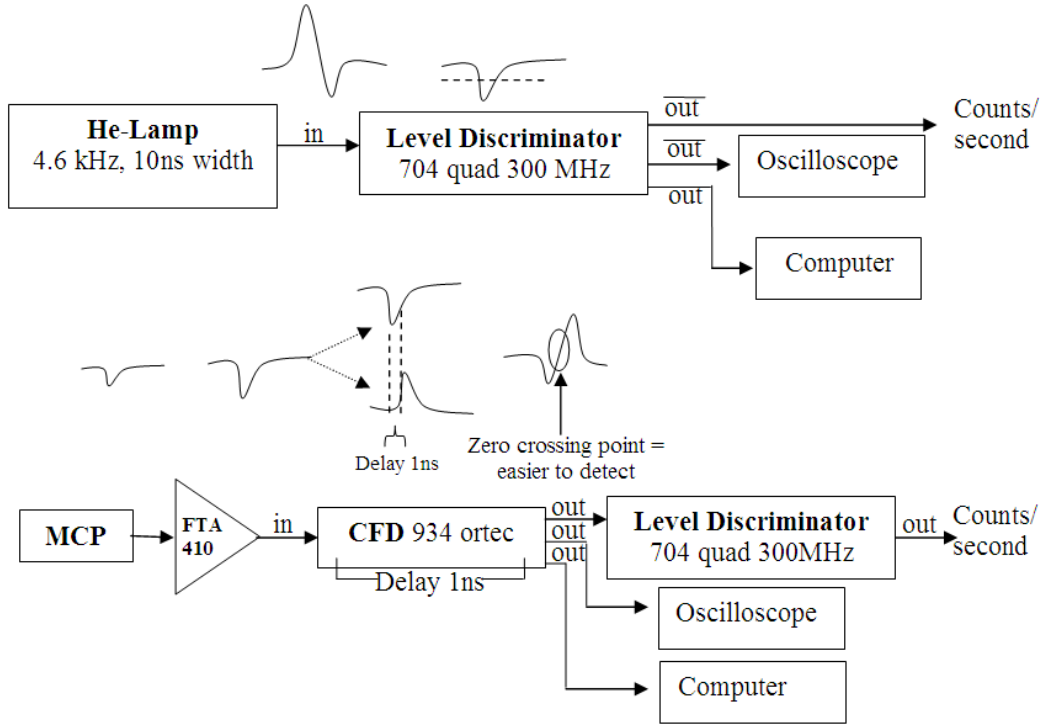 He-Lamp
4.6 kHz, 10ns width
in
Level Discriminator
704 quad 300 MHz
out
out
out
Counts/
second
Oscilloscope
Computer
Delay 1ns
Zero crossing point =
easier to detect
MCP
FTA
410
in
CFD 934 ortec
Delay 1ns
out
out
out
Level Discriminator
704 quad 300MHz
out
Counts/
second
Oscilloscope
Computer